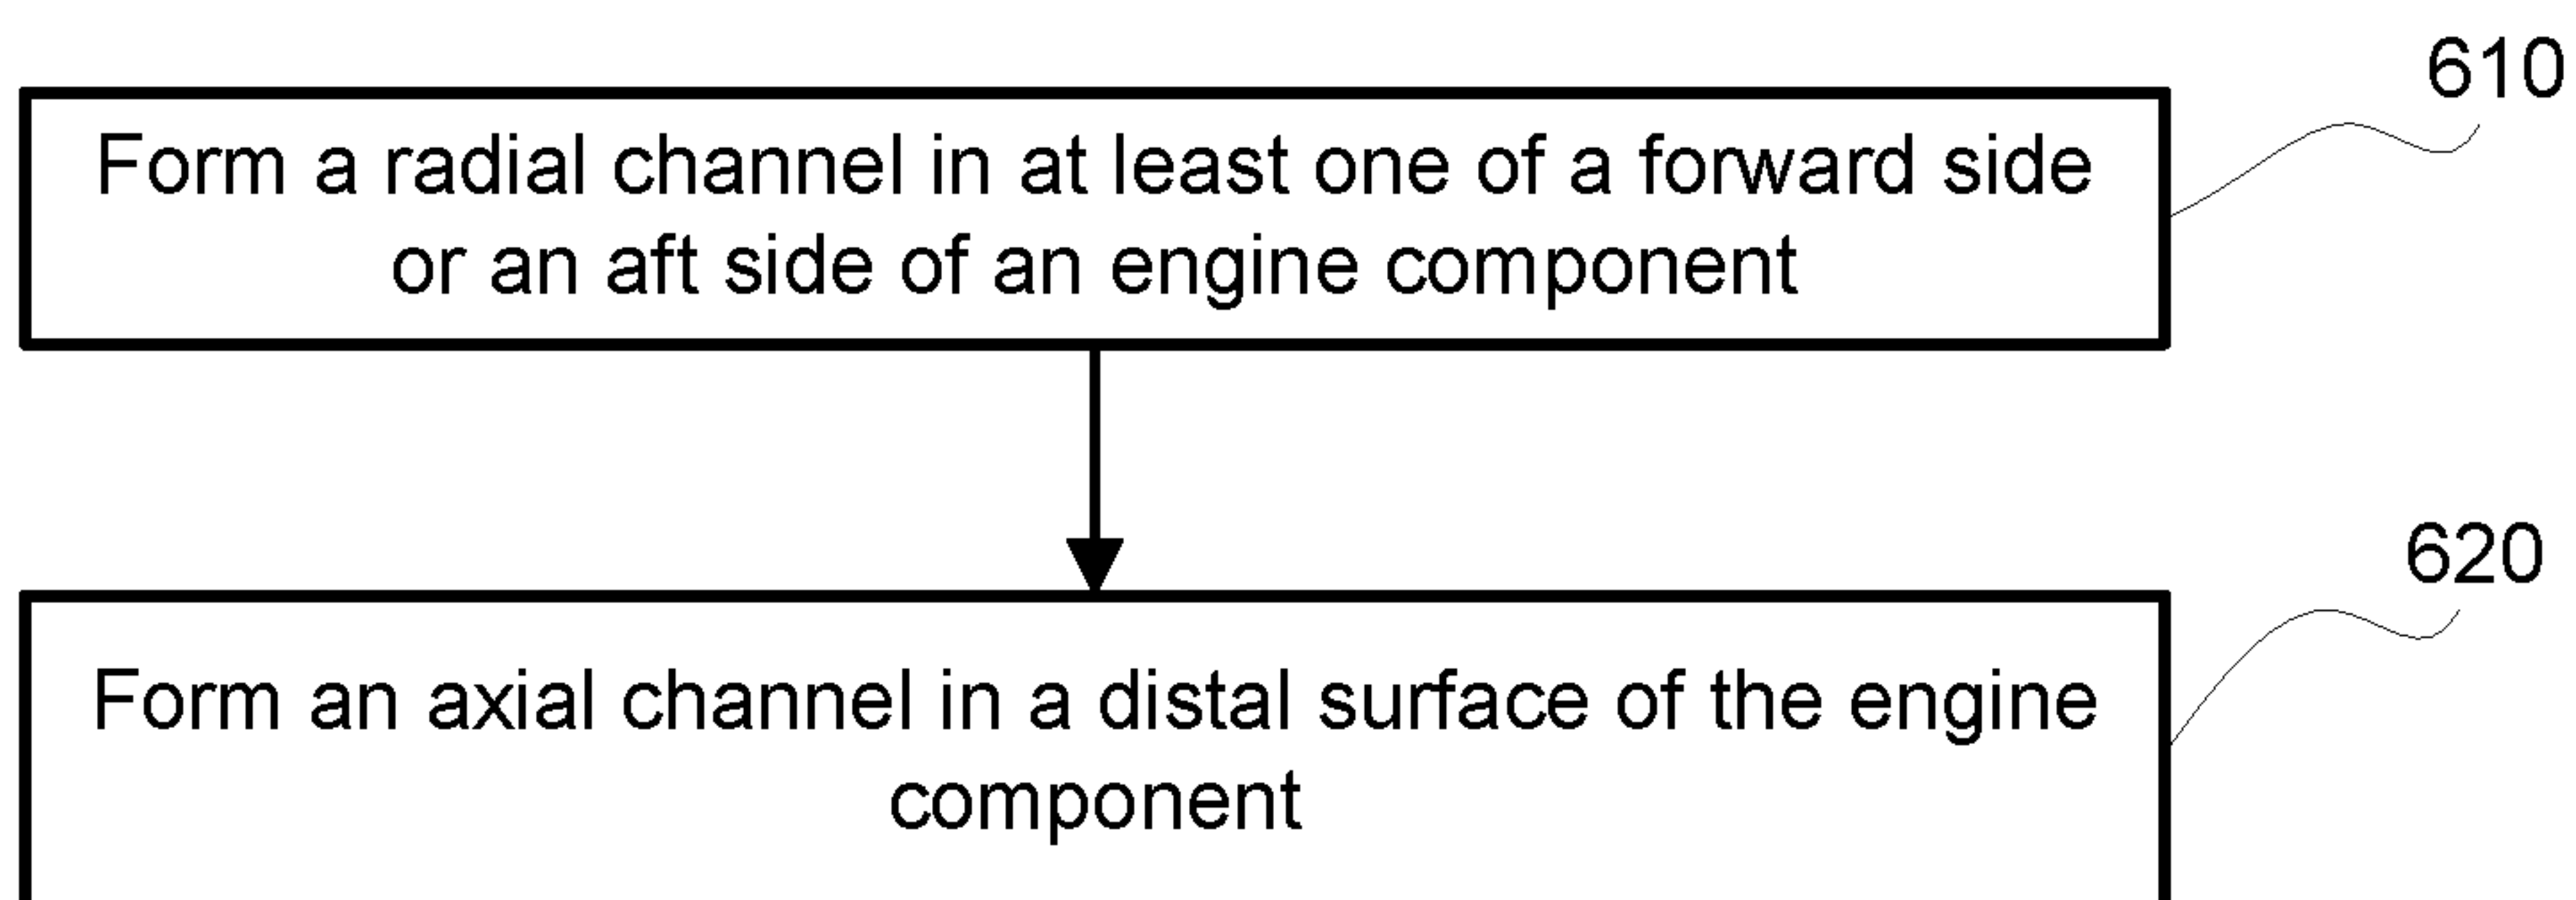 610
Form a radial channel in at least one of a forward side
or an aft side of an engine component
620
Form an axial channel in a distal surface of the engine
component